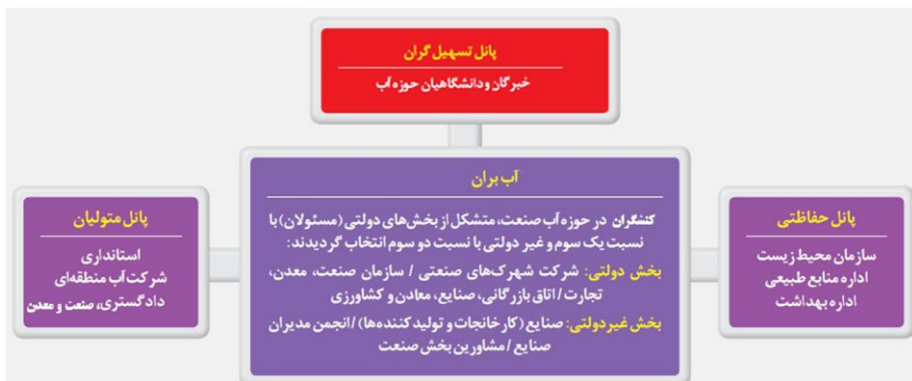 پانل تسهیل گران
خبرگان و دانشگاهیان حوزه آب
آب بران
کنشگران در حوزه آب صنعت، متشکل از بخش‌های دولتی (مسئولان) با
نسبت یک سوم و غیر دولتی با نسبت دو سوم انتخاب گردیدند:
بخش دولتی: شرکت شهرک‌های صنعتی / سازمان صنعت، معدن،
تجارت / اتاق بازرگانی، صنایع، معادن و کشاورزی
بخش غیردولتی: صنایع (کارخانجات و تولیدکننده‌ها) / انجمن مدیران
صنایع / مشاورین بخش صنعت
پانل حفاظتی
سازمان محیط زیست
اداره منابع طبیعی
اداره بهداشت
پانل متولیان
استانداری
شرکت آب منطقه‌ای
دادگستری، صنعت و معدن